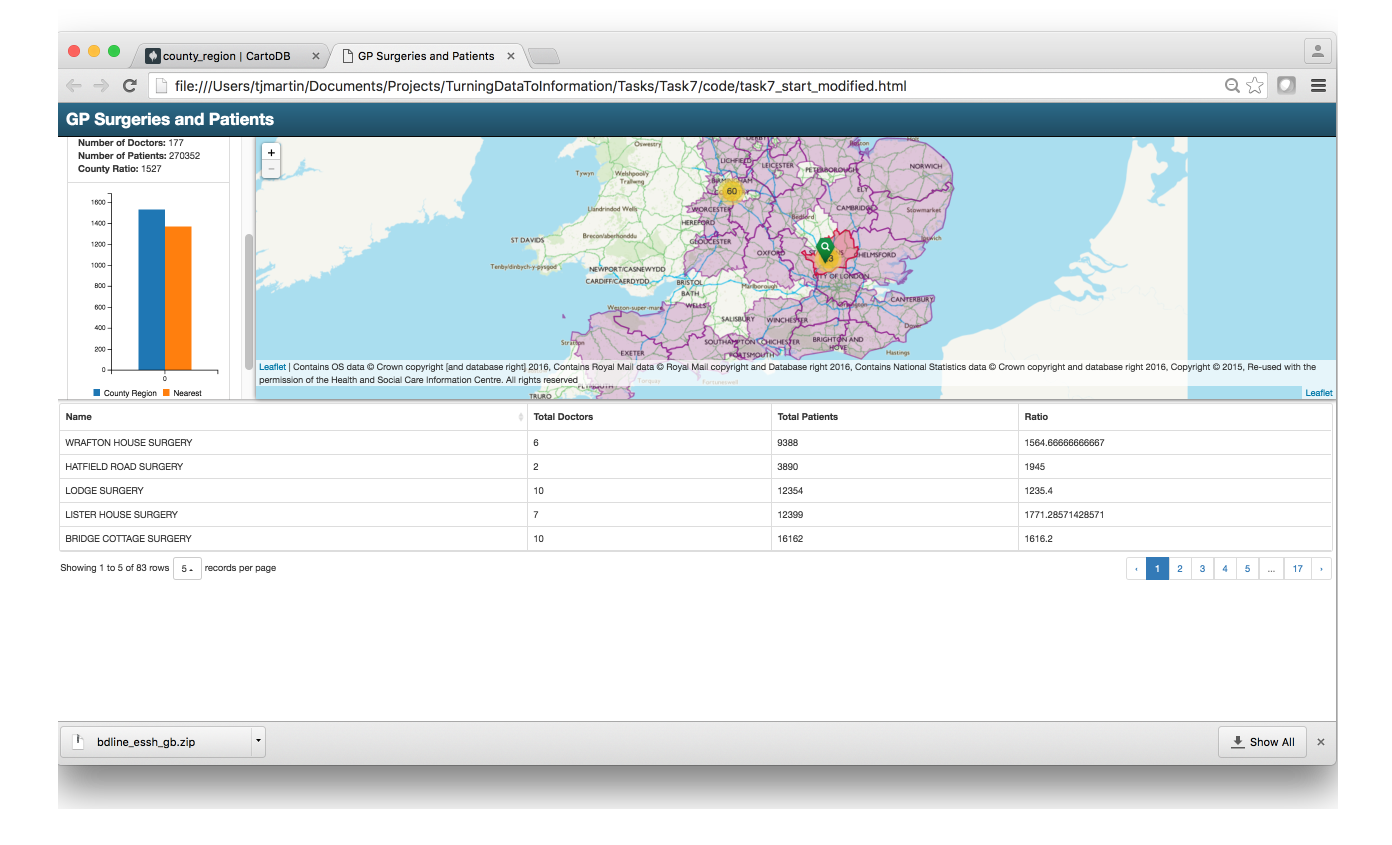 county_region | CartoDB
GP Surgeries and Patients
file:///Users/tjmartin/Documents/Projects/TurningDataToInformation/Tasks/Task7/code/task7_start_modified.html
GP Surgeries and Patients
Number of Doctors: 177
Number of Patients: 270352
County Ratio: 1527
1600
1400
1200
1000
800
600
400
200
0
0
County Region Nearest
+
−
Oswestry
LICHFIELD
LEICESTER
PETERBOROUGH
NORWICH
Tywyn
Welshpool/
Trallwng
60
ELY
Llandrindod Wells
WORCESTER
CAMBRIDGE
Stowmarket
HEREFORD
Bedford
ST DAVIDS
Brecon/aberhonddu
GLOUCESTER
Ipswich
OXFORD
CHELMSFORD
Tenby/dinbych-y-pysgod
NEWPORT/CASNEWYDD
CARDIFF/CAERDYDD
BRISTOL
CITY OF LONDON
BATH
Marlborough
CANTERBURY
Weston-super-mare
WELLS
SALISBURY
WINCHESTER
Dover
Stratton
SOUTHAMPTON
CHICHESTER
BRIGHTON AND
HOVE
EXETER
PORTSMOUTH
Hastings
Leaflet | Contains OS data © Crown copyright [and database right] 2016, Contains Royal Mail data © Royal Mail copyright and Database right 2016, Contains National Statistics data © Crown copyright and database right 2016, Copyright © 2015, Re-used with the
permission of the Health and Social Care Information Centre. All rights reserved
PLYMOUTH
TRURO
Leaflet
Name Total Doctors Total Patients Ratio
WRAFTON HOUSE SURGERY 6 9388 1564.66666666667
HATFIELD ROAD SURGERY 2 3890 1945
LODGE SURGERY 10 12354 1235.4
LISTER HOUSE SURGERY 7 12399 1771.28571428571
BRIDGE COTTAGE SURGERY 10 16162 1616.2
Showing 1 to 5 of 83 rows 5 records per page
‹ 1 2 3 4 5 ... 17 ›
bdline_essh_gb.zip
Show All